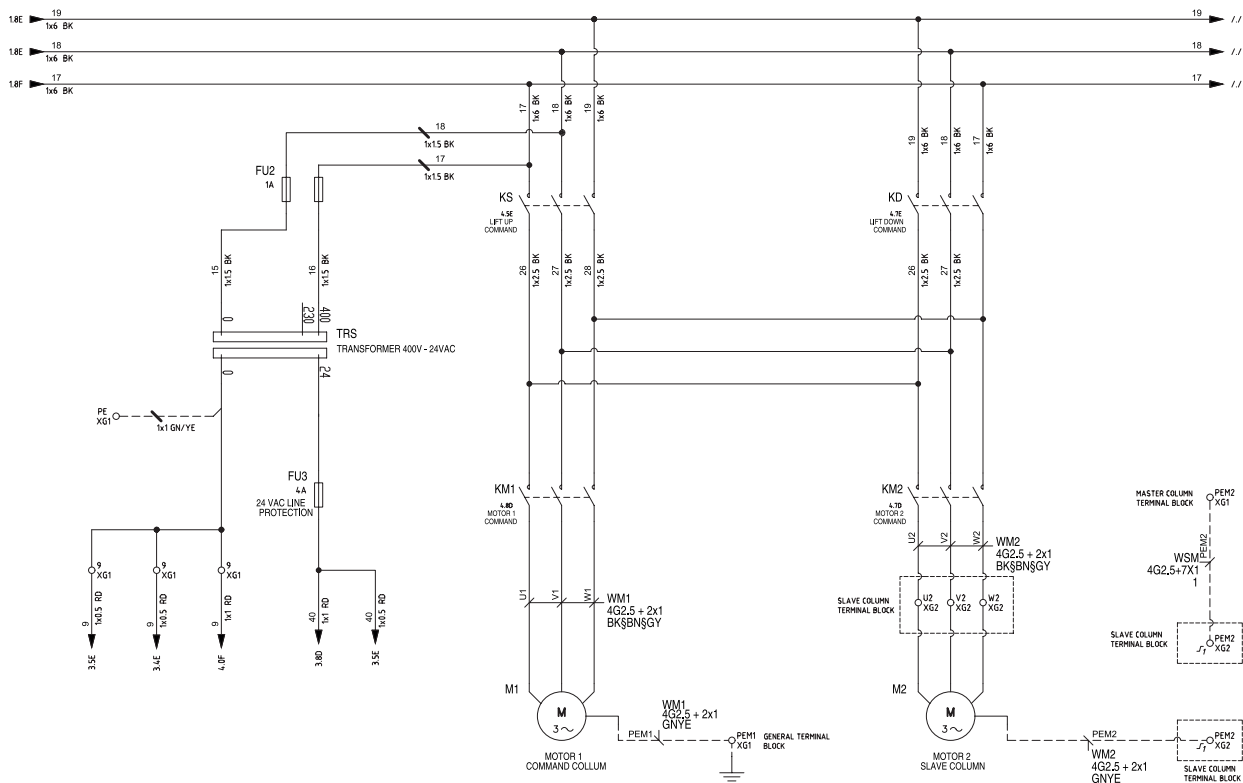 1.8E 19 19 /./
1x6 BK
1.8E 18 18 /./
1x6 BK
1.8F 17 17 /./
1x6 BK
17 1x6 BK
18 1x6 BK
19 1x6 BK
19 1x6 BK
18 1x6 BK
17 1x6 BK
18
1x1.5 BK
17
1x1.5 BK
FU2
1A
KS
4.5E
LIFT UP
COMMAND
KD
4.7E
LIFT DOWN
COMMAND
15 1x1.5 BK
16 1x1.5 BK
26 1x2.5 BK
27 1x2.5 BK
28 1x2.5 BK
26 1x2.5 BK
27 1x2.5 BK
0 230 400
TRS
TRANSFORMER 400V - 24VAC
0 24
PE
XG1
1x1 GN/YE
FU3
4A
24 VAC LINE
PROTECTION
KM1
4.8D
MOTOR 1
COMMAND
KM2
4.7D
MOTOR 2
COMMAND
MASTER COLUMN
TERMINAL BLOCK
PEM2
XG1
PEM2
WSM
4G2.5+7X1
1
U2 V2 W2
WM2
4G2.5 + 2x1
BK§BN§GY
9
XG1
9
XG1
9
XG1
U1 V1 W1
WM1
4G2.5 + 2x1
BK§BN§GY
SLAVE COLUMN
TERMINAL BLOCK
U2
XG2
V2
XG2
W2
XG2
9 1x0.5 RD
9 1x0.5 RD
9 1x1 RD
40 1x1 RD
40 1x0.5 RD
3.5E
3.4E
4.0F
3.8D
3.5E
SLAVE COLUMN
TERMINAL BLOCK
PEM2
XG2
M1
M
3~
M2
M
3~
WM1
4G2.5 + 2x1
GNYE
PEM1
PEM1
XG1
GENERAL TERMINAL
BLOCK
PEM2
WM2
4G2.5 + 2x1
GNYE
PEM2
XG2
MOTOR 1
COMMAND COLLUM
MOTOR 2
SLAVE COLUMN
SLAVE COLUMN
TERMINAL BLOCK